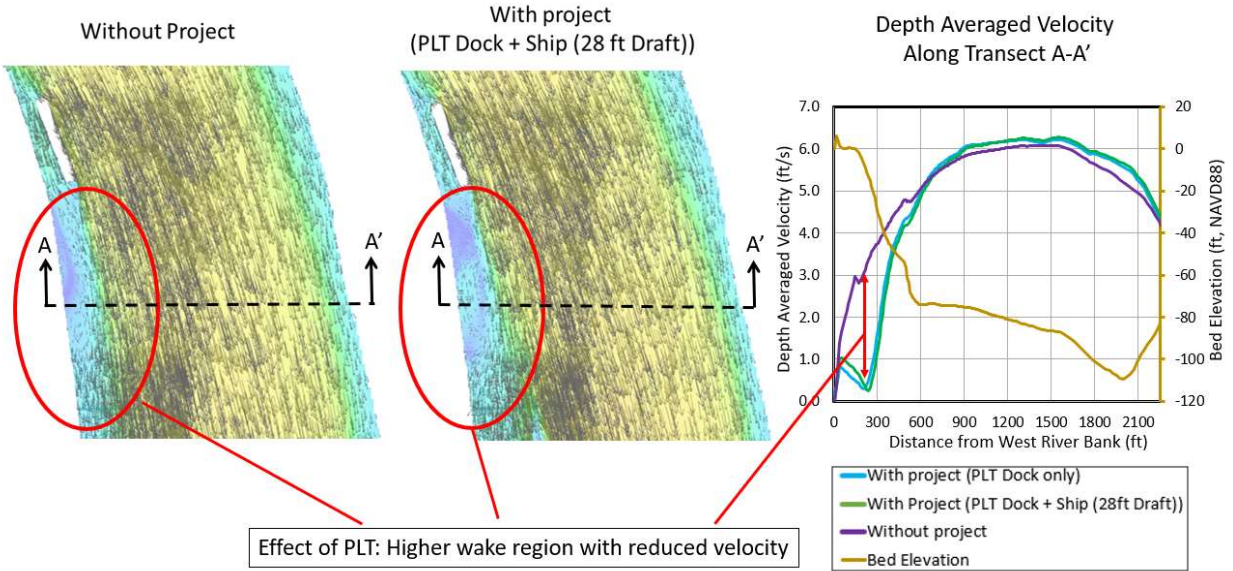 Without Project
With project
(PLT Dock + Ship (28 ft Draft))
Depth Averaged Velocity
Along Transect A-A’
A
A’
A
A’
Depth Averaged Velocity (ft/s)
7.0
6.0
5.0
4.0
3.0
2.0
1.0
0.0
20
0
-20
-40
-60
-80
-100
-120
Bed Elevation (ft, NAVD88)
0 300 600 900 1200 1500 1800 2100
Distance from West River Bank (ft)
With project (PLT Dock only)
With Project (PLT Dock + Ship (28ft Draft))
Without project
Bed Elevation
Effect of PLT: Higher wake region with reduced velocity